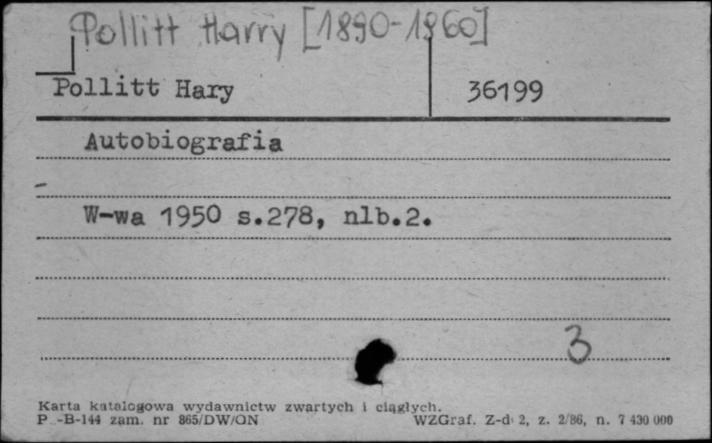 Pollitt Harry [1890-1960]
Pollitt Hary 36199
Autobiografia
W-wa 1950 s.278, nlb.2.
3
Karta katalogowa wydawnictw zwartych i ciągłych.
P.-B-144 zam. nr 865/DW/ON WZGraf. Z-d 2, z. 2/86, n. 7 430 000